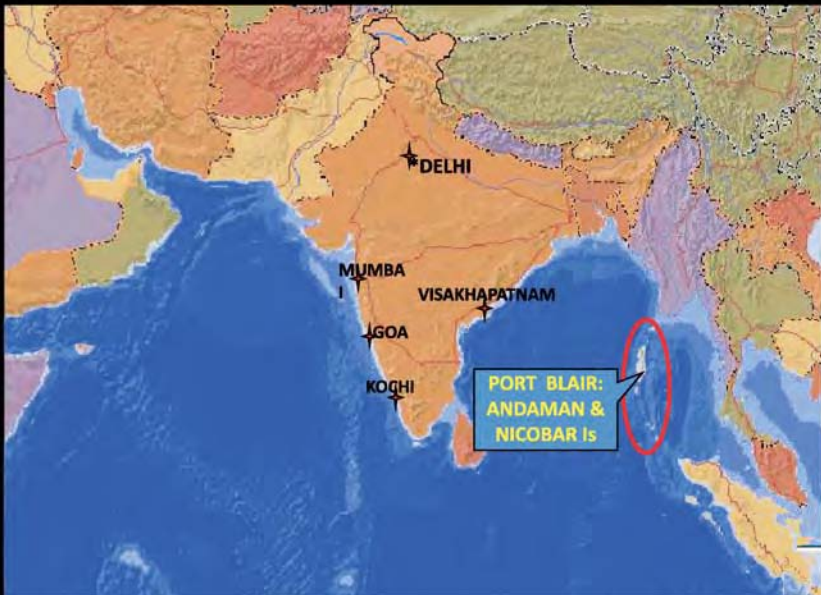 DELHI
MUMBA
I
VISAKHAPATNAM
GOA
KOCHI
PORT BLAIR:
ANDAMAN &
NICOBAR Is